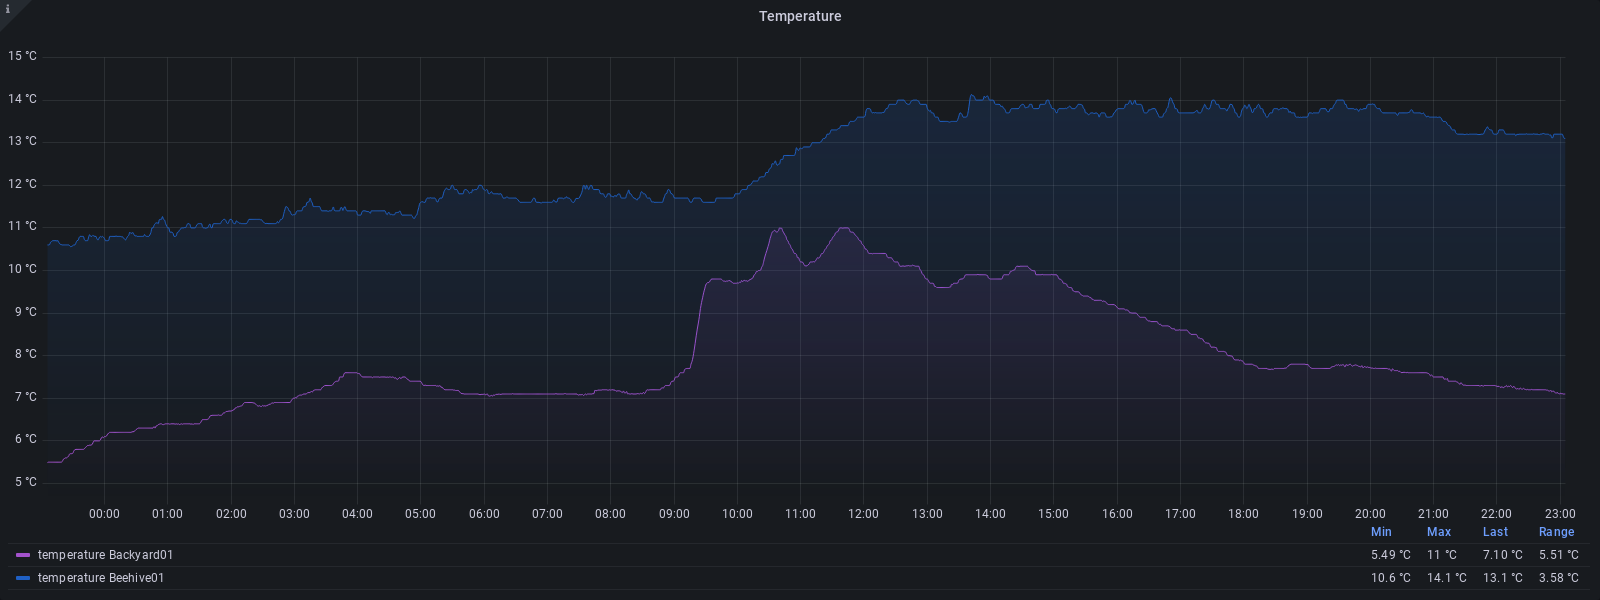 i
Temperature
15 °C
14 °C
13 °C
12 °C
11 °C
10 °C
9 °C
8 °C
7 °C
6 °C
5 °C
00:00 01:00 02:00 03:00 04:00 05:00 06:00 07:00 08:00 09:00 10:00 11:00 12:00 13:00 14:00 15:00 16:00 17:00 18:00 19:00 20:00 21:00 22:00 23:00
Min Max Last Range
temperature Backyard01 5.49 °C 11 °C 7.10 °C 5.51 °C
temperature Beehive01 10.6 °C 14.1 °C 13.1 °C 3.58 °C